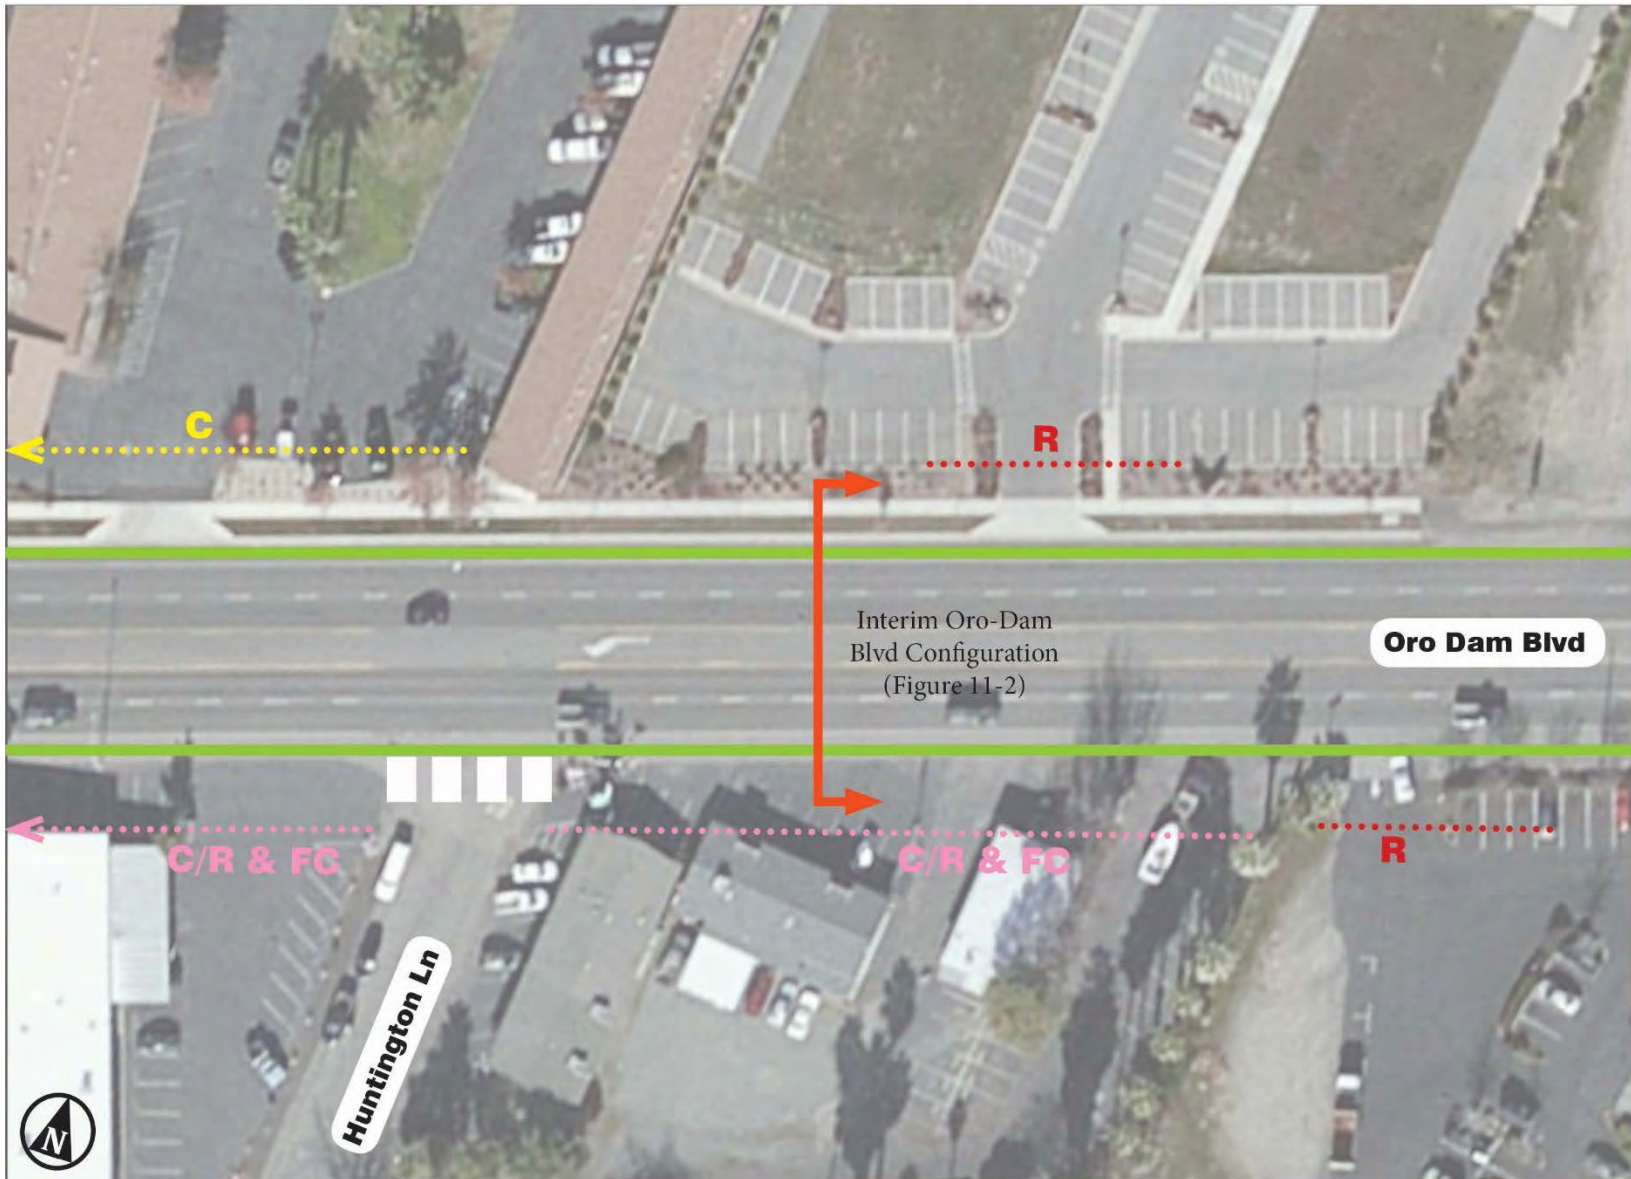 C
R
Interim Oro-Dam
Blvd Configuration
(Figure 11-2)
Oro Dam Blvd
C/R & FC
C/R & FC
R
Huntington Ln
N